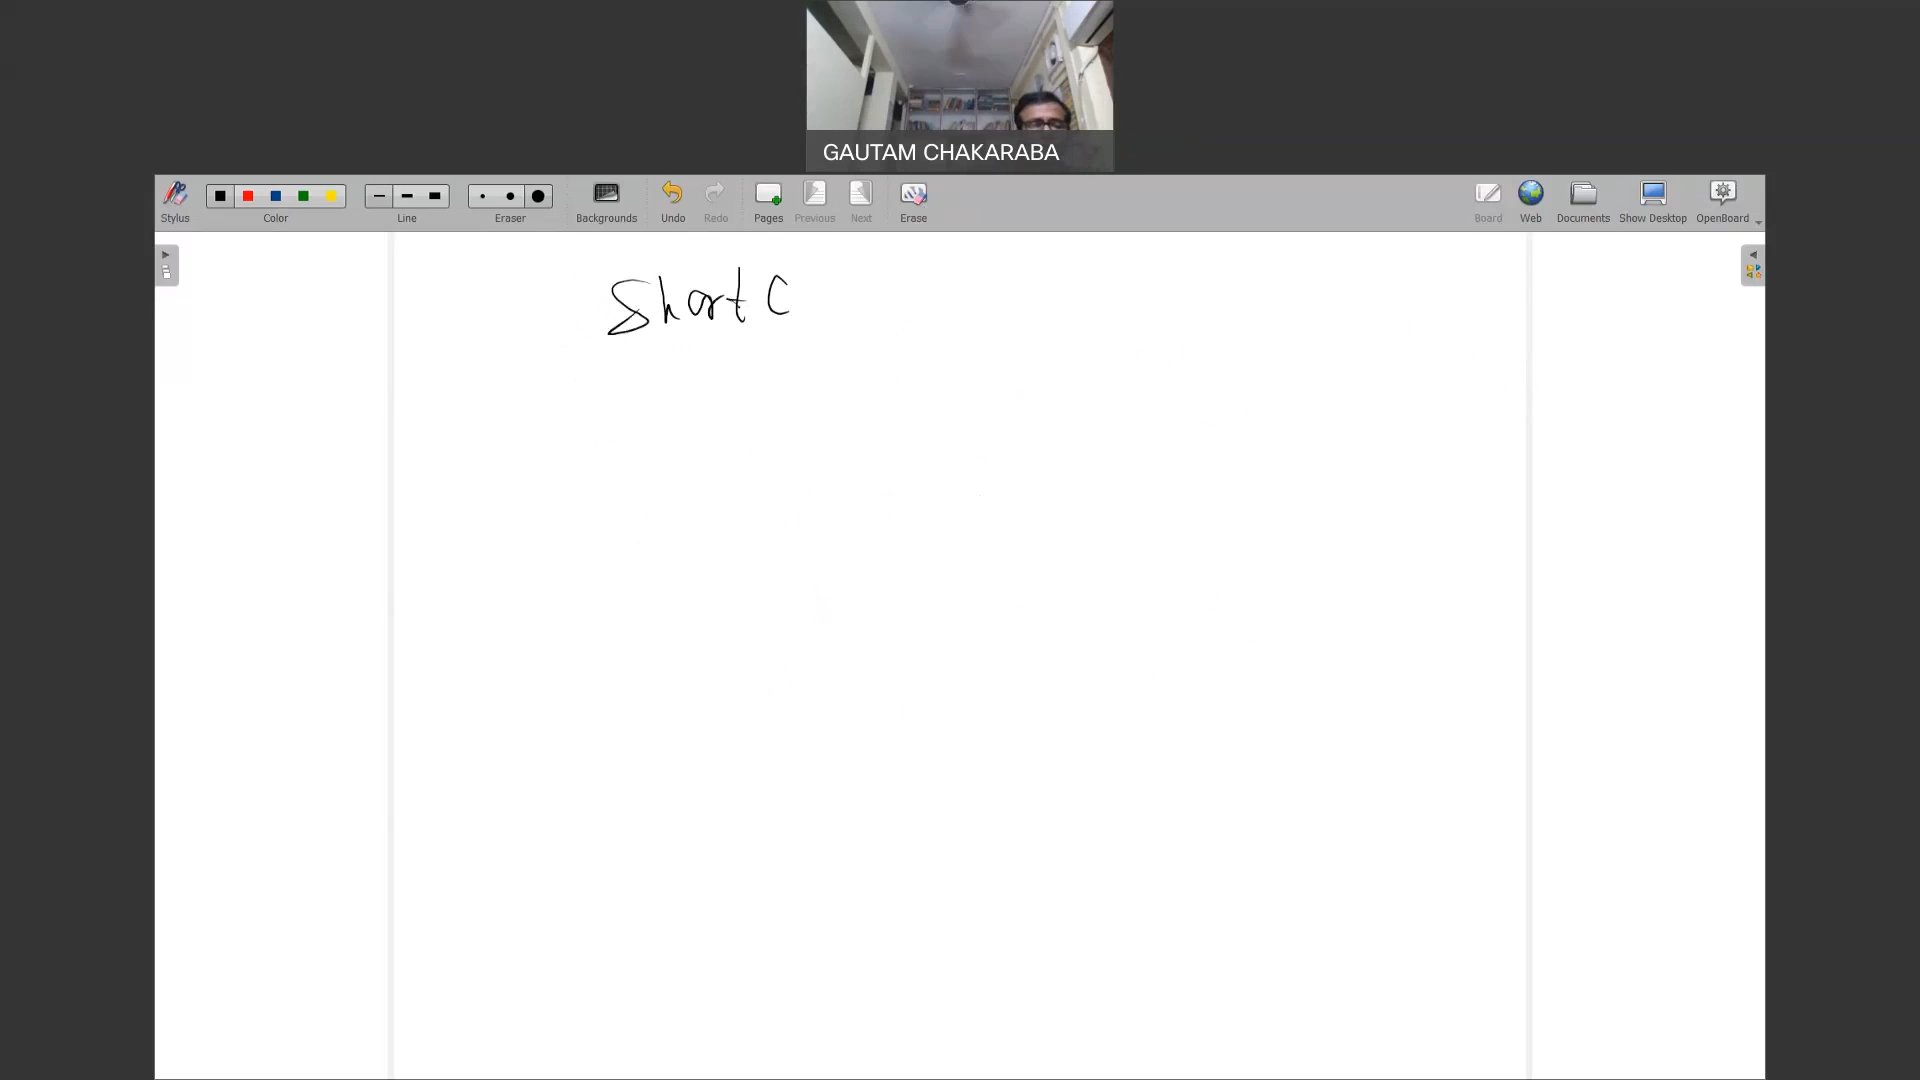 GAUTAM CHAKARABA
Stylus Color Line Eraser Backgrounds Undo Redo Pages Previous Next Erase Board Web Documents Show Desktop OpenBoard
Short C